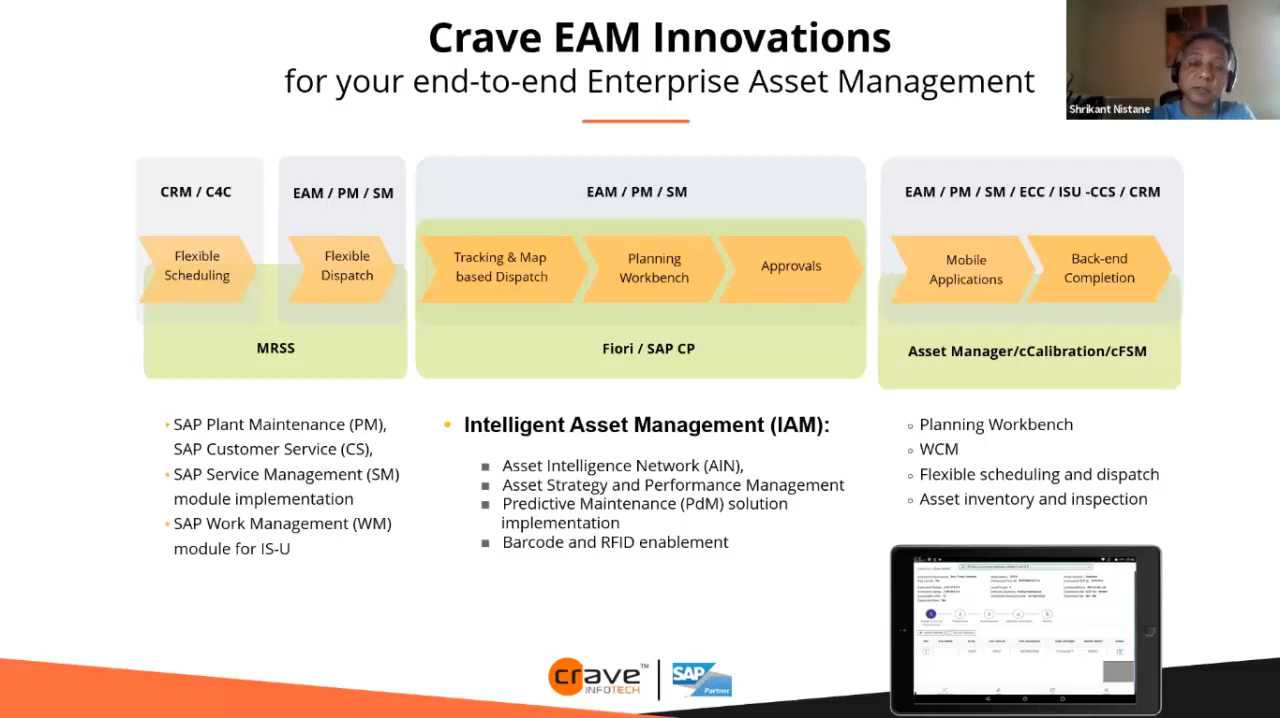 Crave EAM Innovations
for your end-to-end Enterprise Asset Management
Shrikant Nistane
CRM / C4C
Flexible
Scheduling
EAM / PM / SM
Flexible
Dispatch
MRSS
EAM / PM / SM
Tracking & Map
based Dispatch
Planning
Workbench
Approvals
Fiori / SAP CP
EAM / PM / SM / ECC / ISU -CCS / CRM
Mobile
Applications
Back-end
Completion
Asset Manager/cCalibration/cFSM
• SAP Plant Maintenance (PM),
SAP Customer Service (CS),
• SAP Service Management (SM)
module implementation
• SAP Work Management (WM)
module for IS-U
• Intelligent Asset Management (IAM):
■ Asset Intelligence Network (AIN),
■ Asset Strategy and Performance Management
■ Predictive Maintenance (PdM) solution
implementation
■ Barcode and RFID enablement
○ Planning Workbench
○ WCM
○ Flexible scheduling and dispatch
○ Asset inventory and inspection
crave™
INFOTECH
SAP
Partner